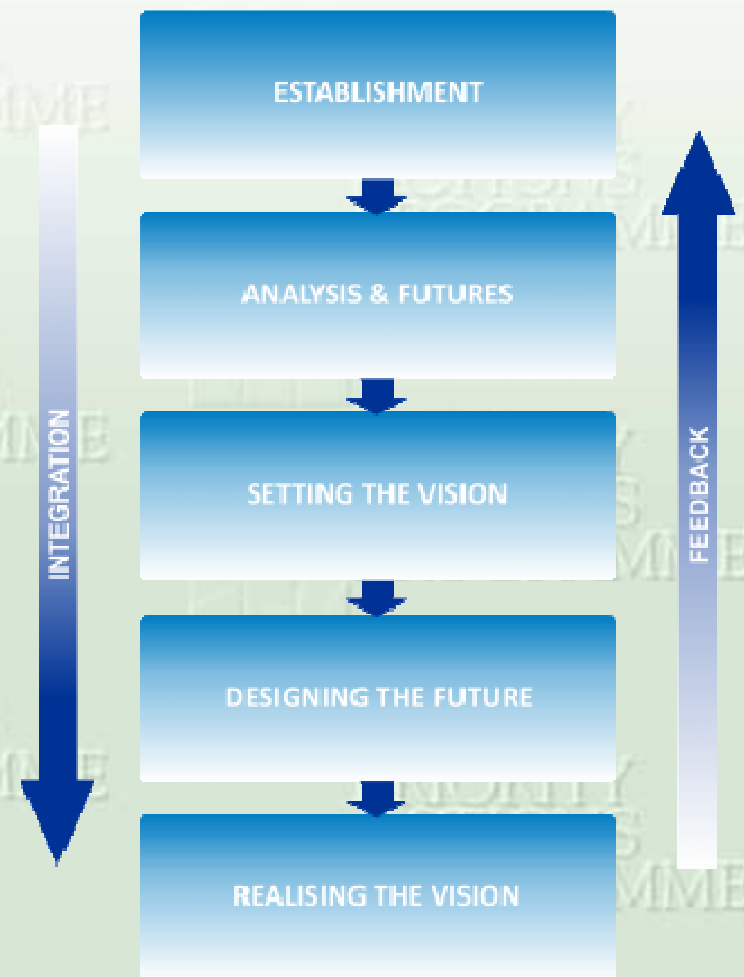 ESTABLISHMENT
ANALYSIS & FUTURES
SETTING THE VISION
DESIGNING THE FUTURE
REALISING THE VISION
INTEGRATION
FEEDBACK